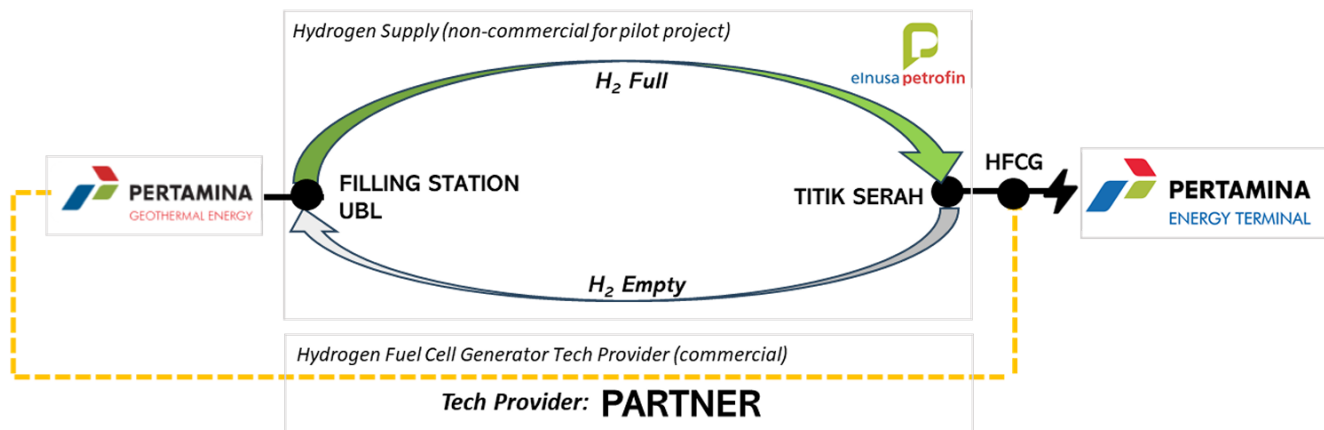 Hydrogen Supply (non-commercial for pilot project)
elnusa petrofin
H2 Full
PERTAMINA
GEOTHERMAL ENERGY
FILLING STATION
UBL
TITIK SERAH
HFCG
PERTAMINA
ENERGY TERMINAL
H2 Empty
Hydrogen Fuel Cell Generator Tech Provider (commercial)
Tech Provider: PARTNER